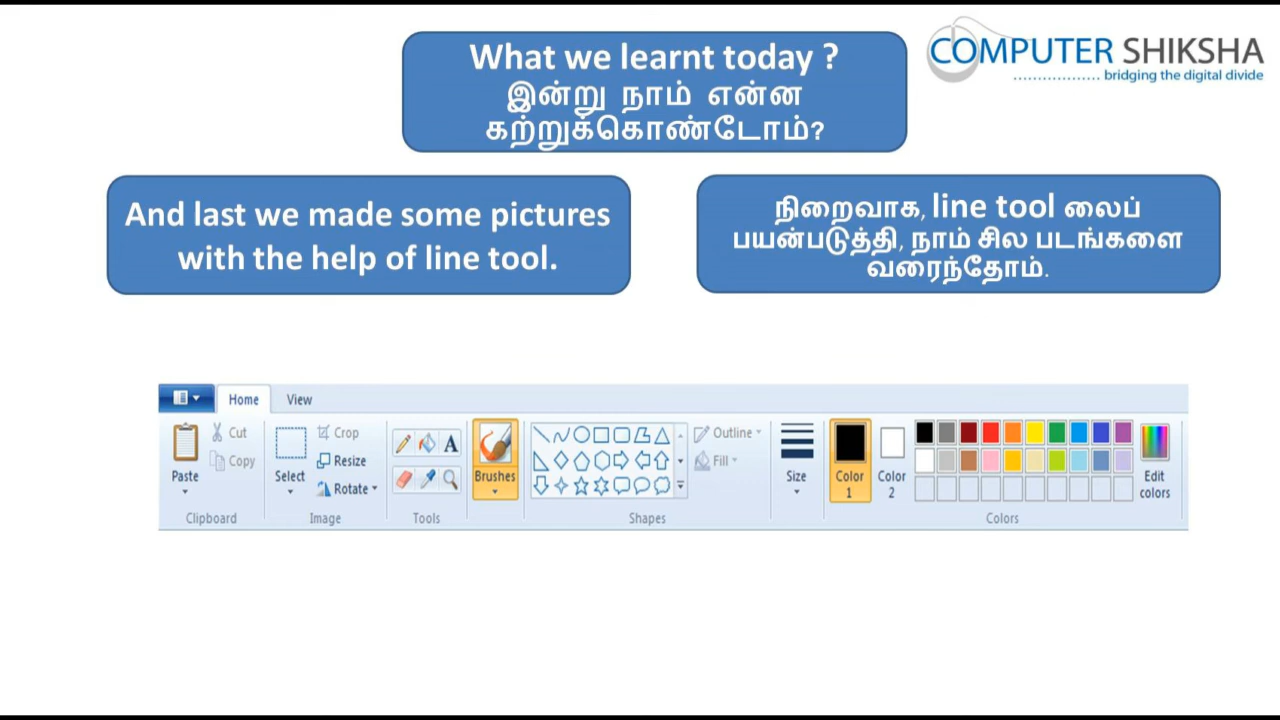 What we learnt today ?
இன்று நாம் என்ன
கற்றுக்கொண்டோம்?
COMPUTER SHIKSHA
bridging the digital divide
And last we made some pictures
with the help of line tool.
நிறைவாக, line tool லைப்
பயன்படுத்தி, நாம் சில படங்களை
வரைந்தோம்.
Home View
Cut
Copy
Paste
Clipboard
Select
Crop
Resize
Rotate
Image
A
Tools
Brushes
Outline
Fill
Shapes
Size
Color
1
Color
2
Edit
colors
Colors